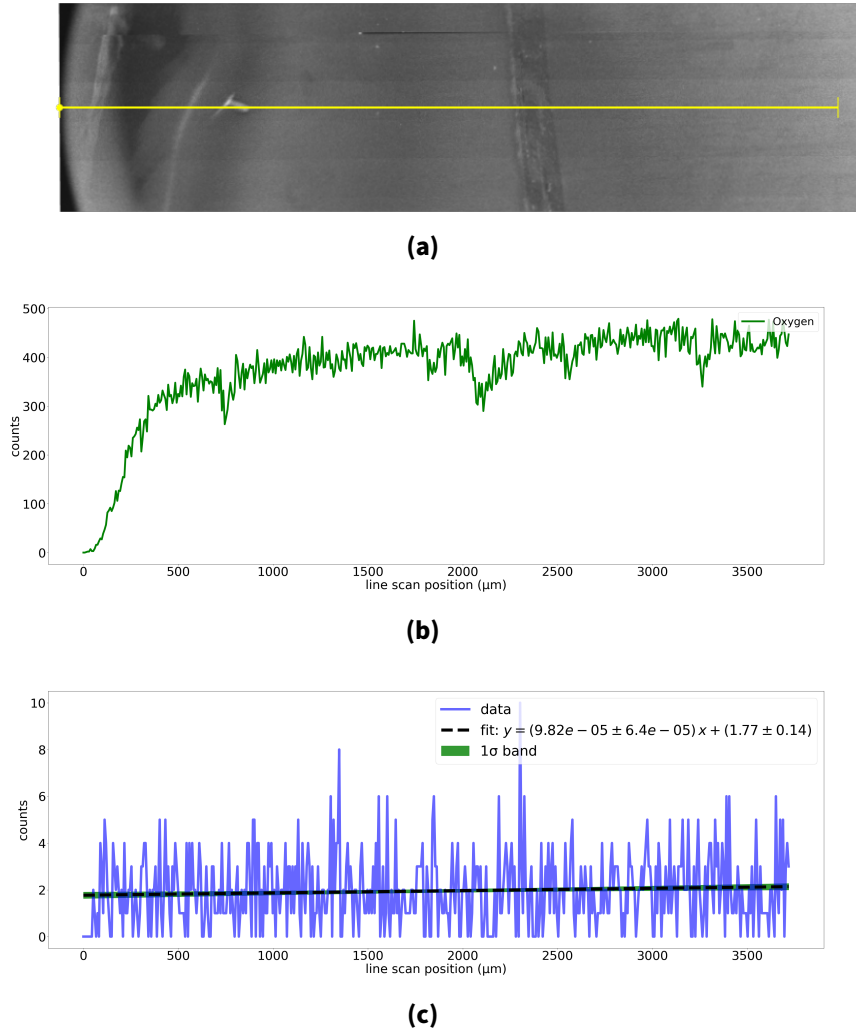 (a)
500
400
300
200
100
0
counts
Oxygen
0 500 1000 1500 2000 2500 3000 3500
line scan position (μm)
(b)
10
8
6
4
2
0
counts
data
fit: y = (9.82e − 05 ± 6.4e − 05) x + (1.77 ± 0.14)
1σ band
0 500 1000 1500 2000 2500 3000 3500
line scan position (μm)
(c)